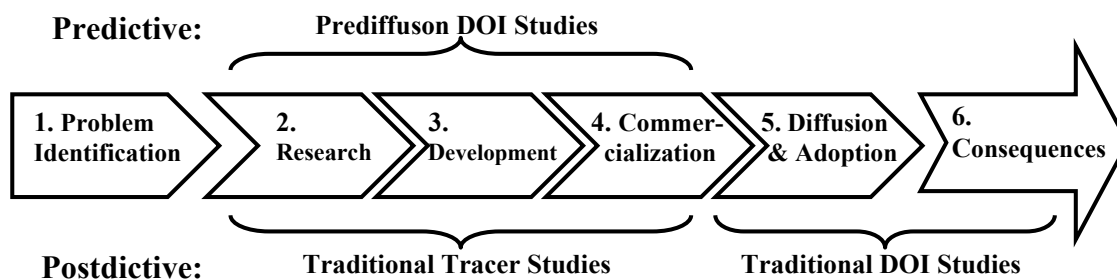 Predictive: Prediffuson DOI Studies
1. Problem
Identification
2.
Research
3.
Development
4. Commer-
cialization
5. Diffusion
& Adoption
6.
Consequences
Postdictive: Traditional Tracer Studies Traditional DOI Studies